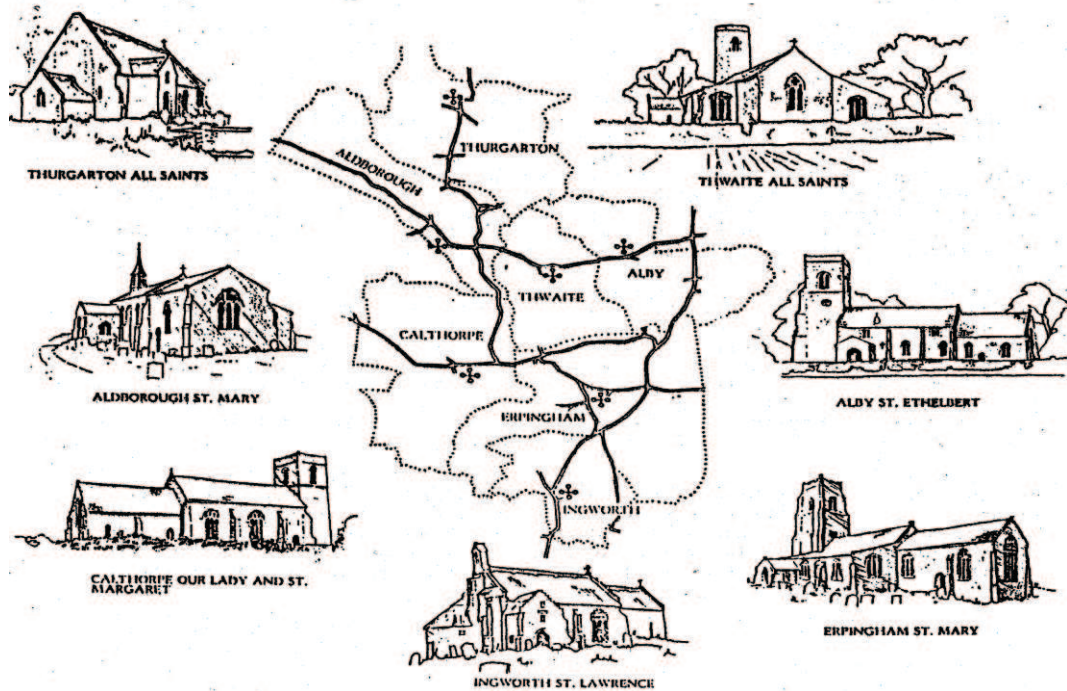 THURGARTON ALL SAINTS
THWAITE ALL SAINTS
THURGARTON
ALDBOROUGH
ALBY
THWAITE
CALTHORPE
ERPINGHAM
INGWORTH
ALDBOROUGH ST. MARY
ALBY ST. ETHELBERT
CALTHORPE OUR LADY AND ST.
MARGARET
ERPINGHAM ST. MARY
INGWORTH ST. LAWRENCE